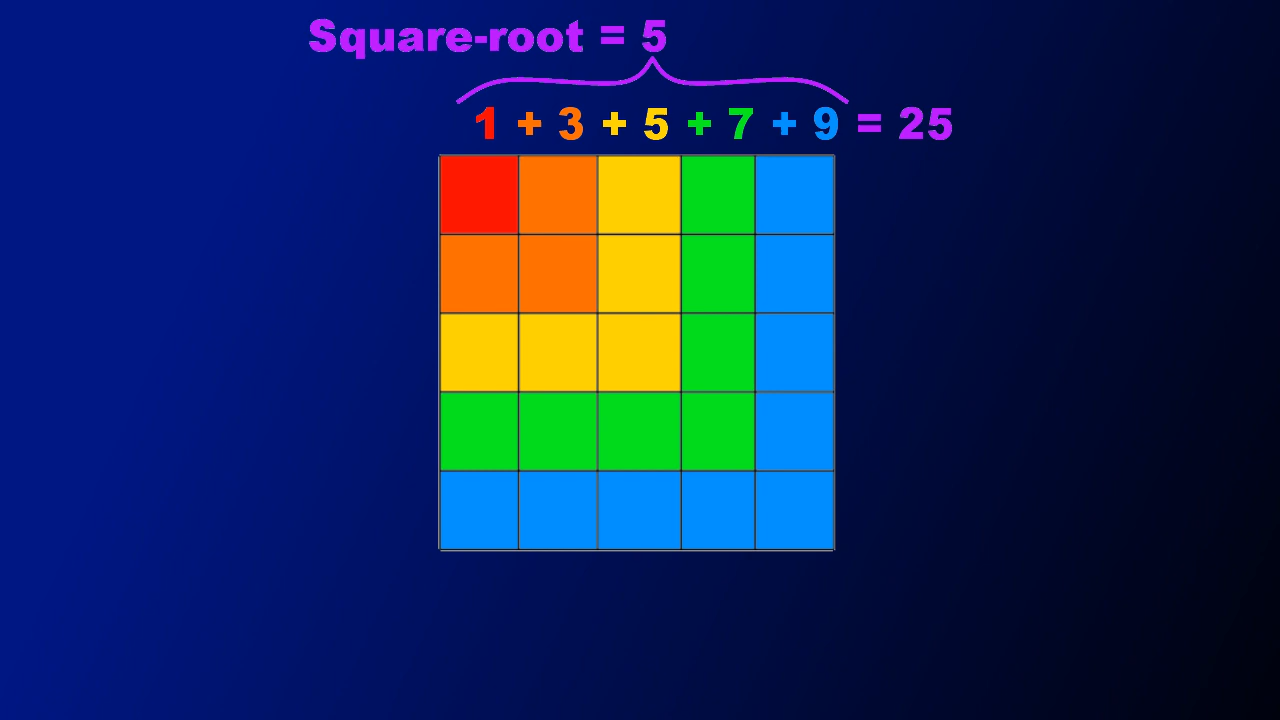 Square-root = 5
1 + 3 + 5 + 7 + 9 = 25